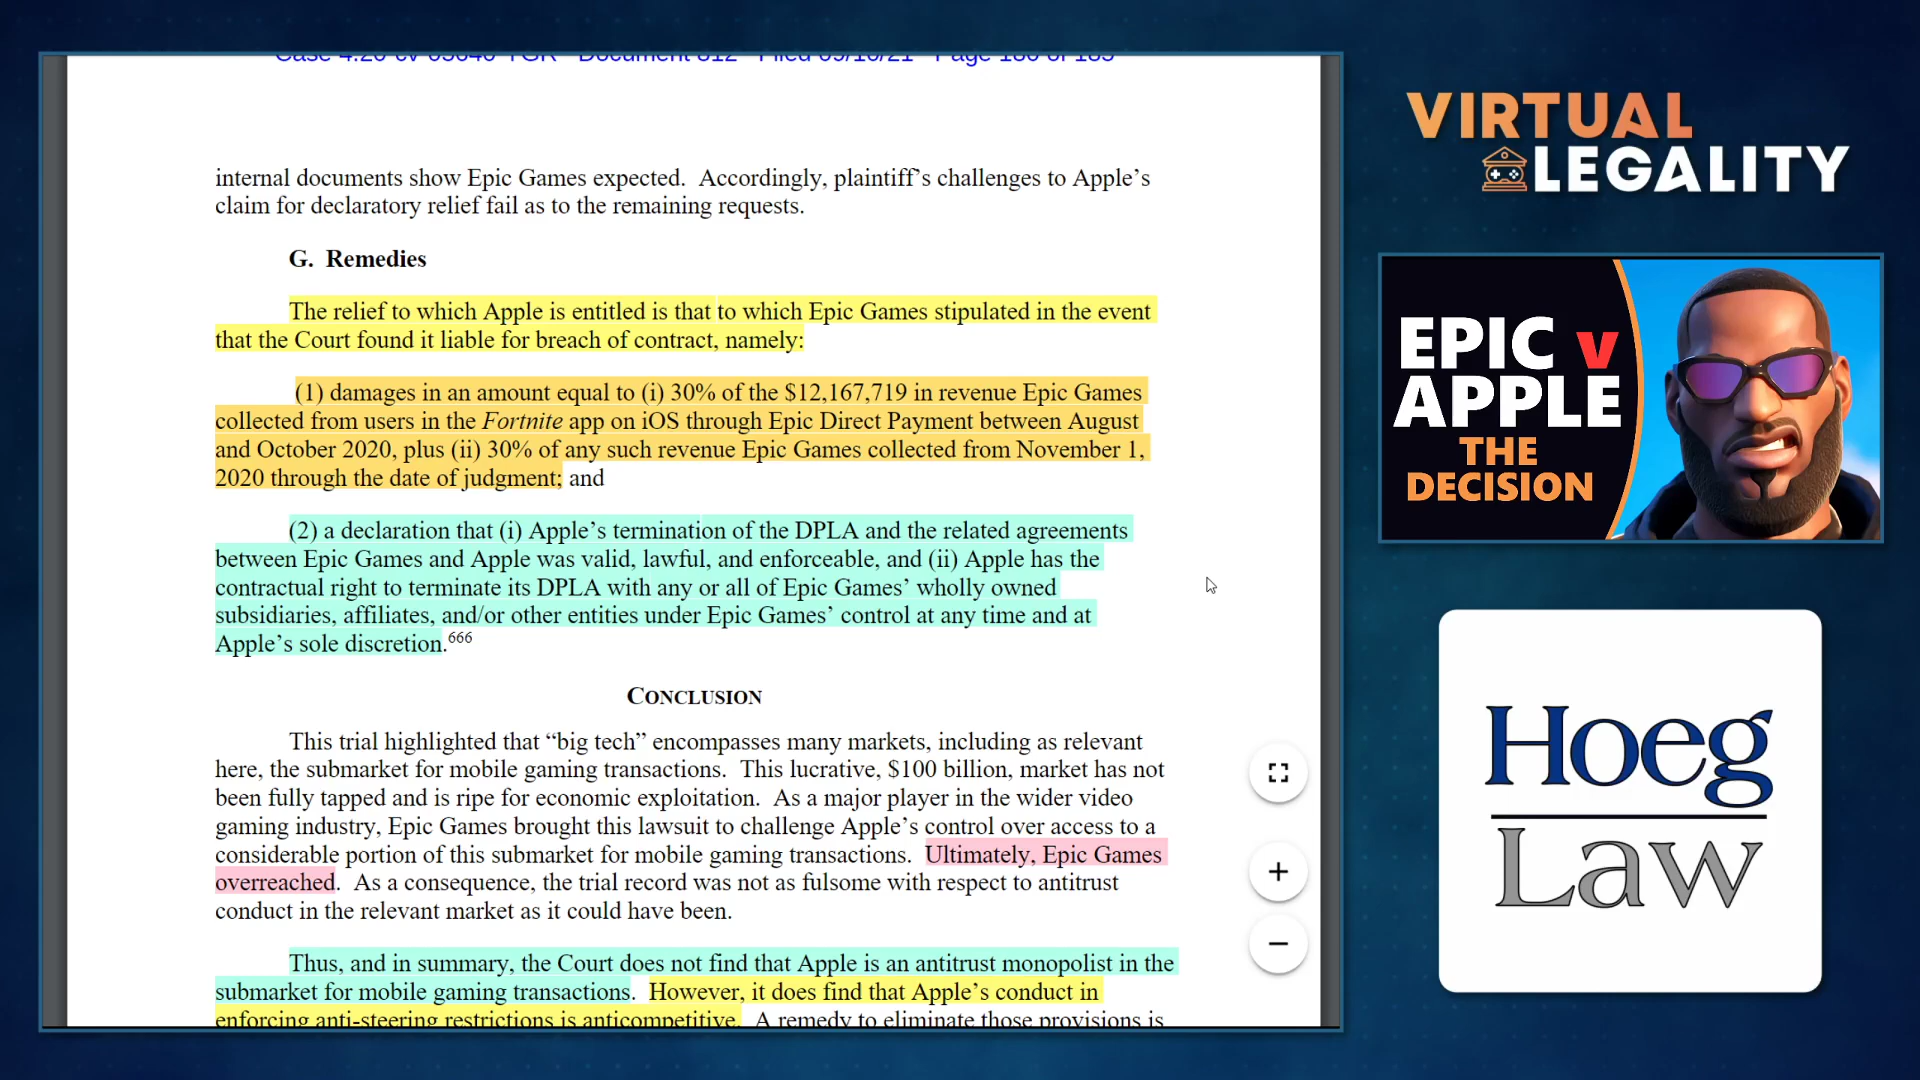 internal documents show Epic Games expected. Accordingly, plaintiff’s challenges to Apple’s
claim for declaratory relief fail as to the remaining requests.
G. Remedies
The relief to which Apple is entitled is that to which Epic Games stipulated in the event
that the Court found it liable for breach of contract, namely:
(1) damages in an amount equal to (i) 30% of the $12,167,719 in revenue Epic Games
collected from users in the Fortnite app on iOS through Epic Direct Payment between August
and October 2020, plus (ii) 30% of any such revenue Epic Games collected from November 1,
2020 through the date of judgment; and
(2) a declaration that (i) Apple’s termination of the DPLA and the related agreements
between Epic Games and Apple was valid, lawful, and enforceable, and (ii) Apple has the
contractual right to terminate its DPLA with any or all of Epic Games’ wholly owned
subsidiaries, affiliates, and/or other entities under Epic Games’ control at any time and at
Apple’s sole discretion.666
CONCLUSION
This trial highlighted that “big tech” encompasses many markets, including as relevant
here, the submarket for mobile gaming transactions. This lucrative, $100 billion, market has not
been fully tapped and is ripe for economic exploitation. As a major player in the wider video
gaming industry, Epic Games brought this lawsuit to challenge Apple’s control over access to a
considerable portion of this submarket for mobile gaming transactions. Ultimately, Epic Games
overreached. As a consequence, the trial record was not as fulsome with respect to antitrust
conduct in the relevant market as it could have been.
Thus, and in summary, the Court does not find that Apple is an antitrust monopolist in the
submarket for mobile gaming transactions. However, it does find that Apple’s conduct in
enforcing anti-steering restrictions is anticompetitive. A remedy to eliminate those provisions is
VIRTUAL
LEGALITY
EPIC v
APPLE
THE
DECISION
Hoeg
Law